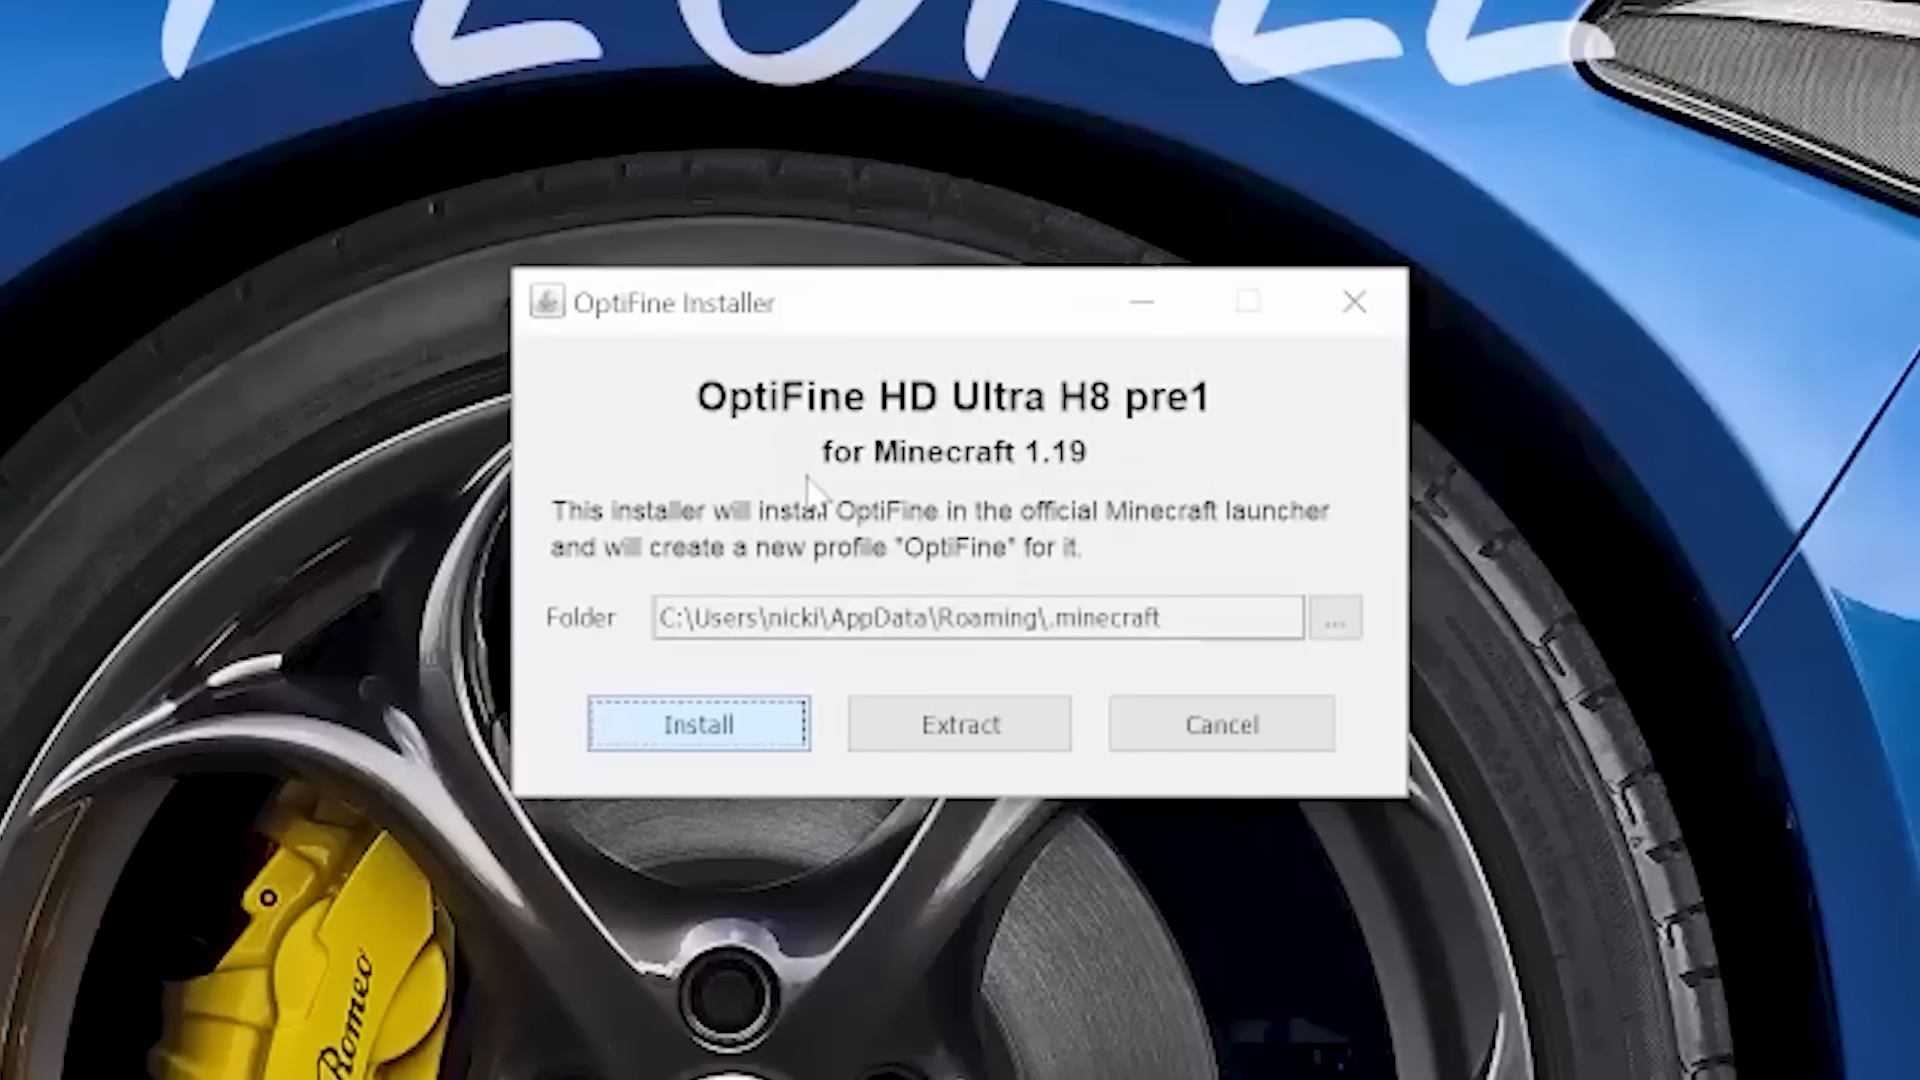 OptiFine Installer
OptiFine HD Ultra H8 pre1
for Minecraft 1.19
This installer will install OptiFine in the official Minecraft launcher
and will create a new profile "OptiFine" for it.
Folder
C:\Users\nicki\AppData\Roaming\.minecraft
...
Install
Extract
Cancel
Romeo